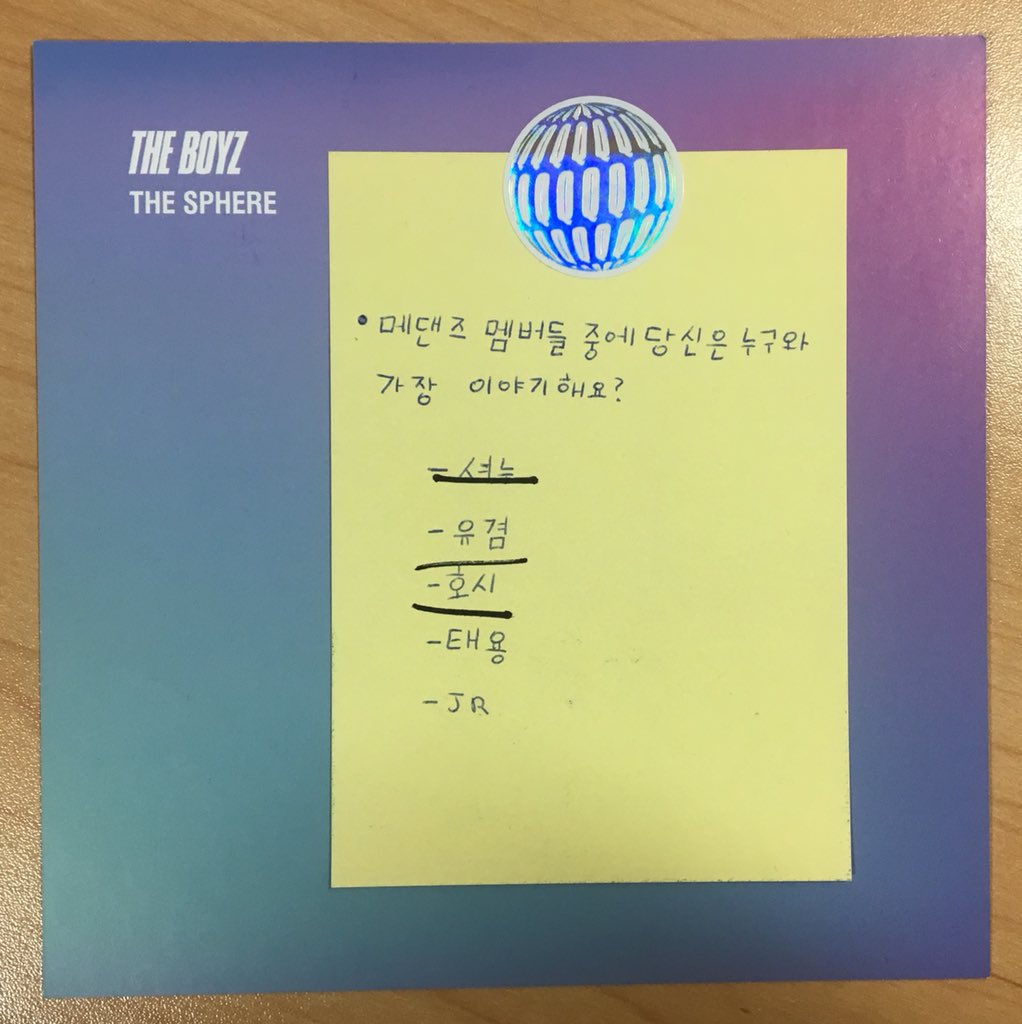 THE BOYZ
THE SPHERE
• 메댄즈 멤버들 중에 당신은 누구와
가장 이야기해요?
- 셔누
- 유겸
- 호시
- 태용
- JR